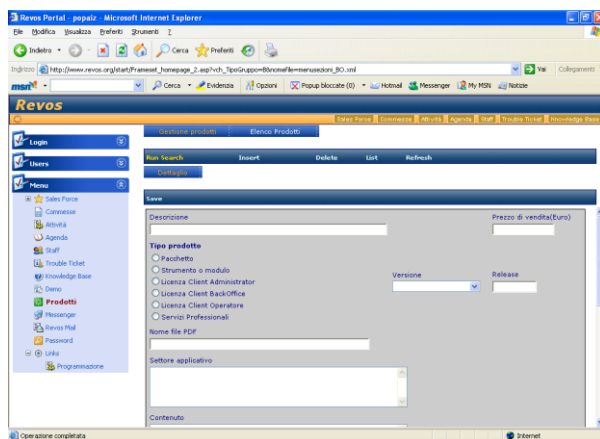 Revos Portal - popaiz - Microsoft Internet Explorer
File Modifica Visualizza Preferiti Strumenti ?
Indietro Cerca Preferiti
Indirizzo http://www.revos.org/start/Frameset_homepage_2.asp?vch_TipoGruppo=B&nomefile=menusezioni_BO.xml Vai Collegamenti
msn Cerca Evidenzia Opzioni Popup bloccate (0) Hotmail Messenger My MSN Notizie
Revos
Sales Force Commesse Attività Agenda Staff Trouble Ticket Knowledge Base
Login
Users
Menu
Sales Force
Commesse
Attività
Agenda
Staff
Trouble Ticket
Knowledge Base
Demo
Prodotti
Messenger
Revos Mail
Password
Links
Programmazione
Gestione prodotti Elenco Prodotti
Run Search Insert Delete List Refresh
Dettaglio
Save
Descrizione Prezzo di vendita(Euro)
Tipo prodotto
Pacchetto
Strumento o modulo
Licenza Client Administrator
Licenza Client BackOffice
Licenza Client Operatore
Servizi Professionali
Versione Release
Nome file PDF
Settore applicativo
Contenuto
Operazione completata Internet